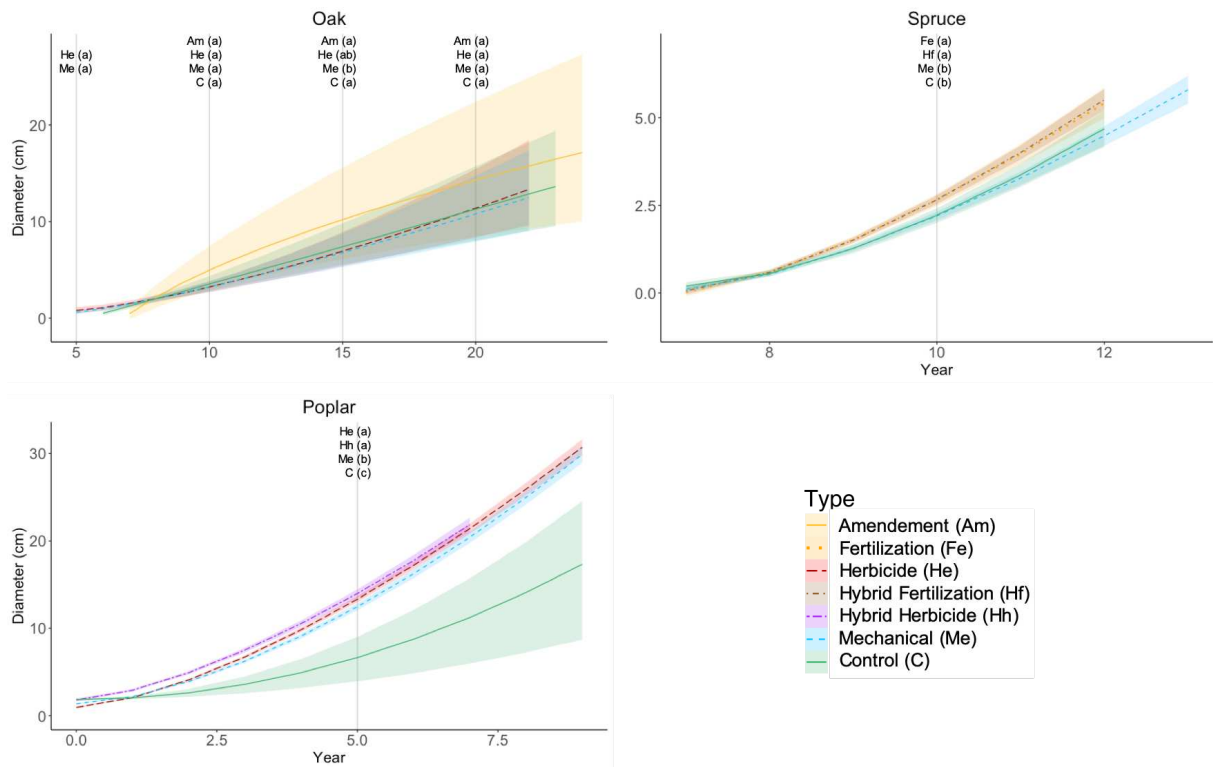 Oak
He (a)
Me (a)
Am (a)
He (a)
Me (a)
C (a)
Am (a)
He (ab)
Me (b)
C (a)
Am (a)
He (a)
Me (a)
C (a)
Diameter (cm)
20
10
0
5
10
15
20
Spruce
Fe (a)
Hf (a)
Me (b)
C (b)
5.0
2.5
0.0
8
10
12
Year
Poplar
He (a)
Hh (a)
Me (b)
C (c)
Diameter (cm)
30
20
10
0
0.0
2.5
5.0
7.5
Year
Type
Amendement (Am)
Fertilization (Fe)
Herbicide (He)
Hybrid Fertilization (Hf)
Hybrid Herbicide (Hh)
Mechanical (Me)
Control (C)